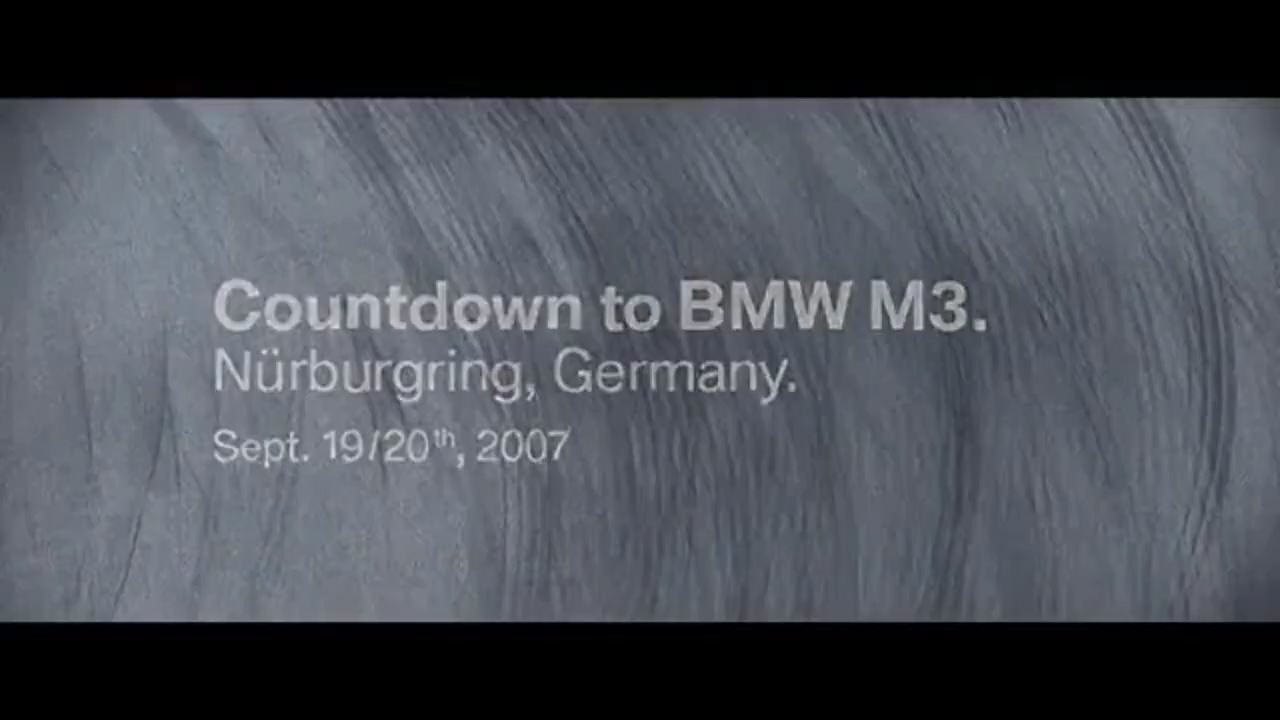 Countdown to BMW M3.
Nürburgring, Germany.
Sept. 19/20th, 2007